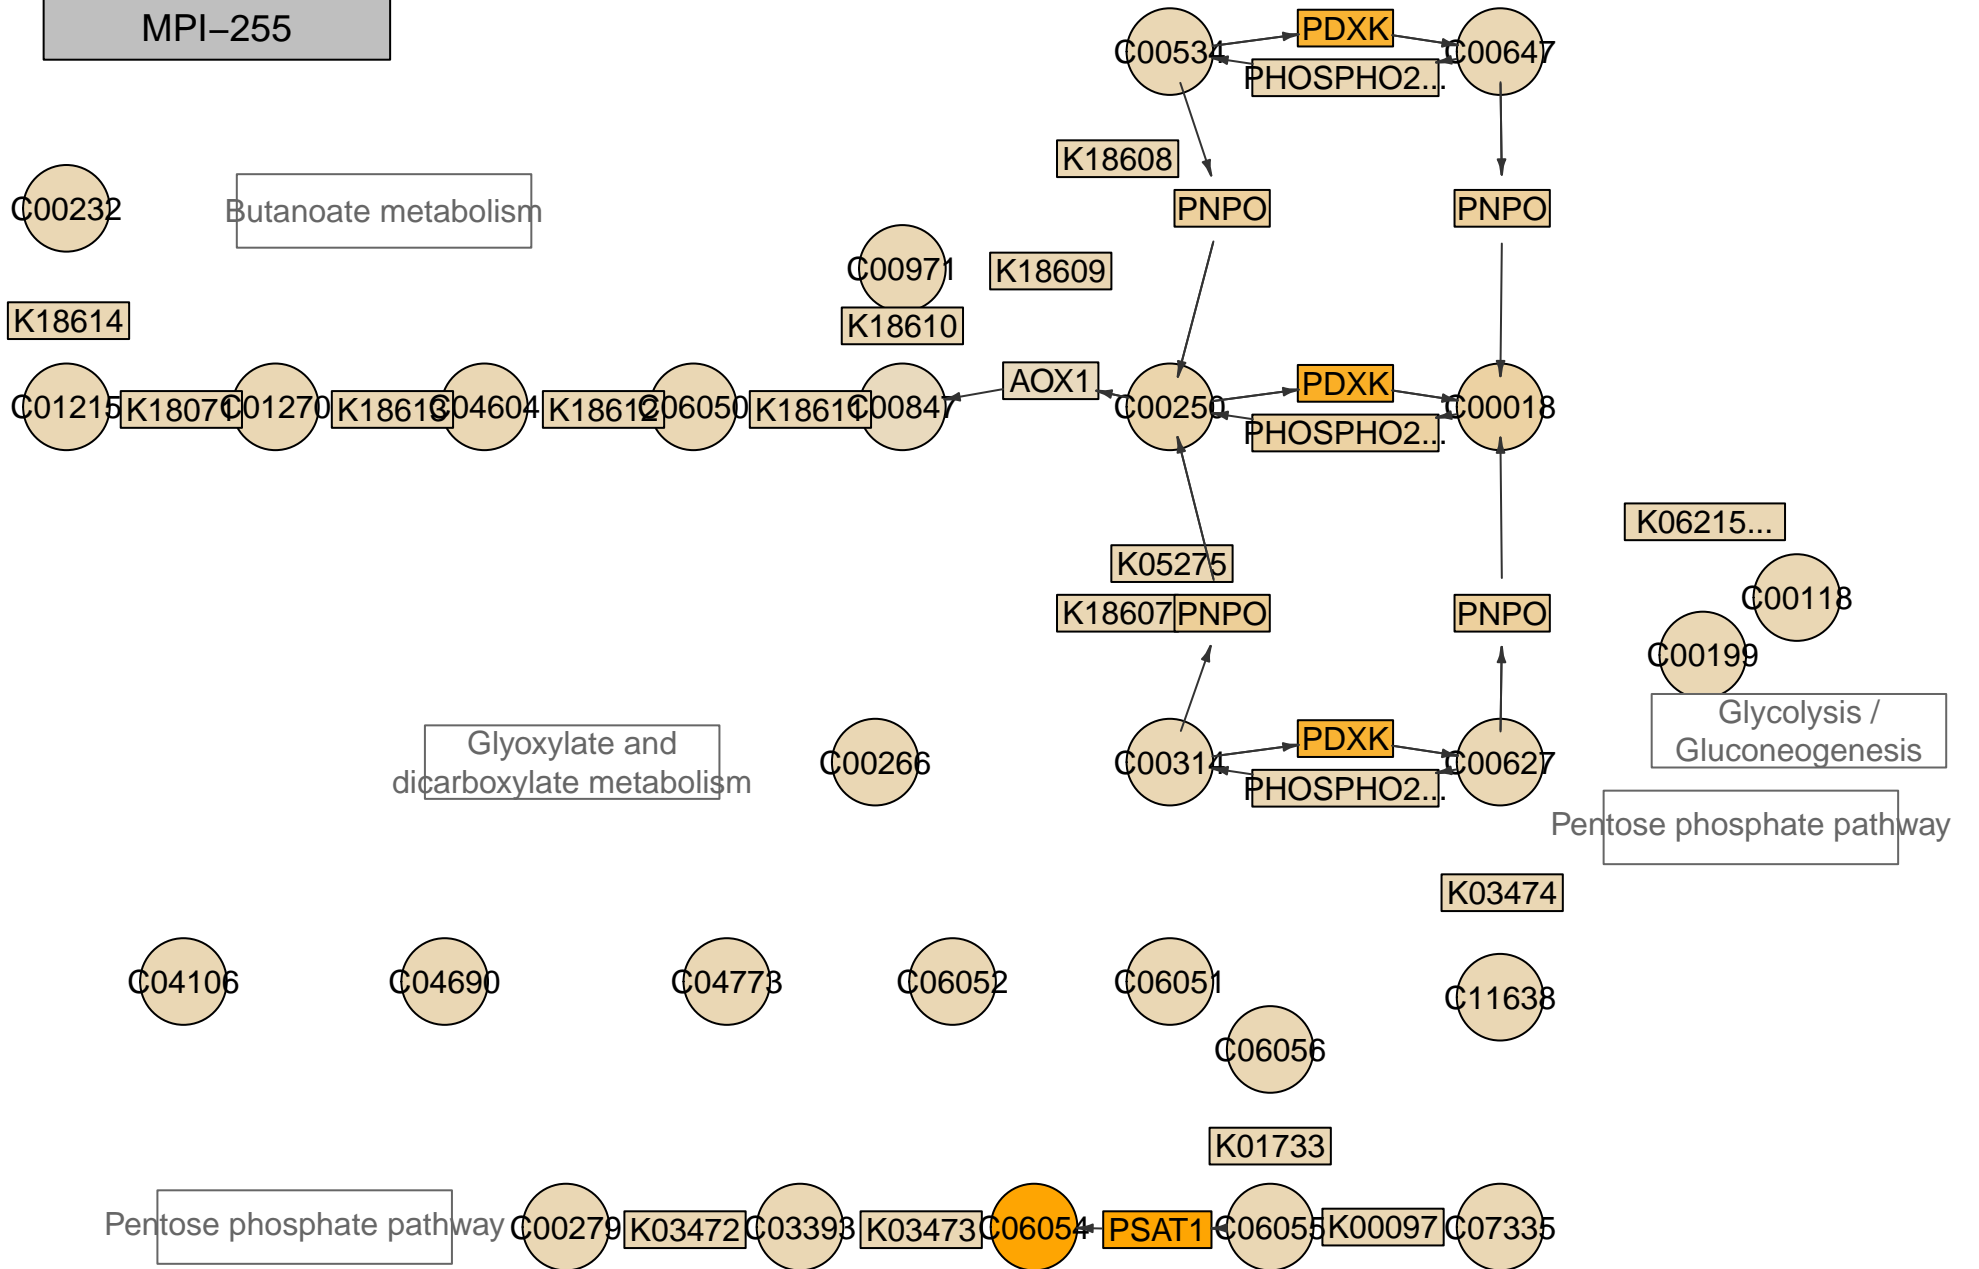 MPI−255
C00534
PDXK
C00647
PHOSPHO2...
K18608
C00232
Butanoate metabolism
PNPO
PNPO
C00971
K18609
K18614
K18610
C01215
K18071
C01270
K18613
C04604
K18612
C06050
K18611
C00847
AOX1
C00250
PDXK
C00018
PHOSPHO2...
K06215...
K05275
C00118
K18607
PNPO
PNPO
C00199
Glycolysis /
Gluconeogenesis
Glyoxylate and
dicarboxylate metabolism
C00266
C00314
PDXK
C00627
PHOSPHO2...
Pentose phosphate pathway
K03474
C04106
C04690
C04773
C06052
C06051
C11638
C06056
K01733
Pentose phosphate pathway
C00279
K03472
C03393
K03473
C06054
PSAT1
C06055
K00097
C07335